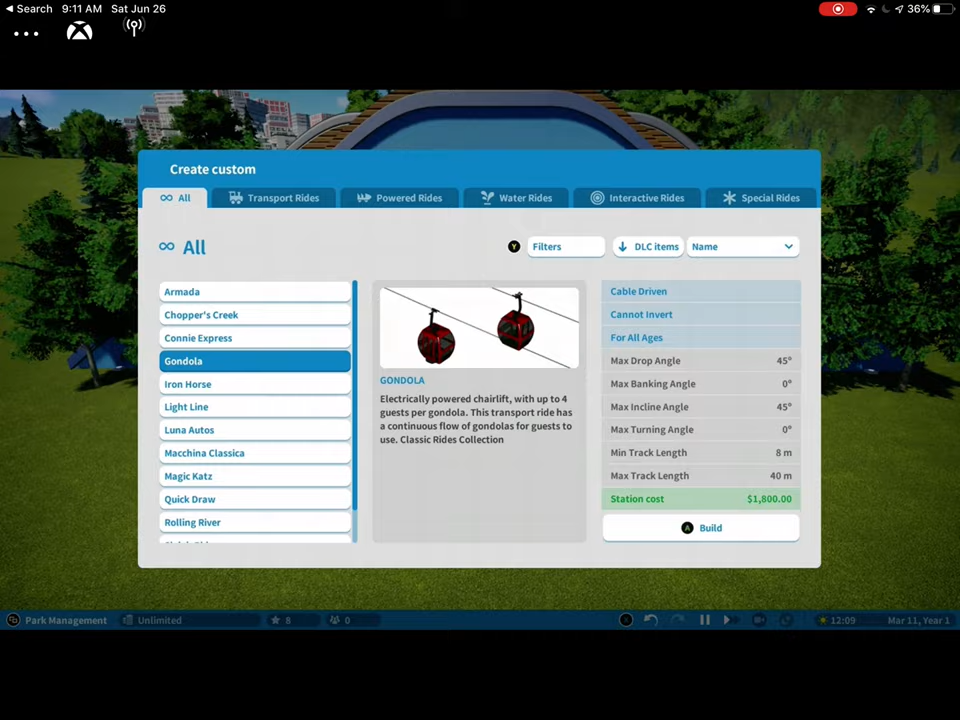 Search 9:11 AM Sat Jun 26 36%
Create custom
All Transport Rides Powered Rides Water Rides Interactive Rides Special Rides
All Y Filters DLC items Name
Armada
Chopper's Creek
Connie Express
Gondola
Iron Horse
Light Line
Luna Autos
Macchina Classica
Magic Katz
Quick Draw
Rolling River
GONDOLA
Electrically powered chairlift, with up to 4
guests per gondola. This transport ride has
a continuous flow of gondolas for guests to
use. Classic Rides Collection
Cable Driven
Cannot Invert
For All Ages
Max Drop Angle 45°
Max Banking Angle 0°
Max Incline Angle 45°
Max Turning Angle 0°
Min Track Length 8 m
Max Track Length 40 m
Station cost $1,800.00
A Build
Park Management Unlimited 8 0 X 12:09 Mar 11, Year 1